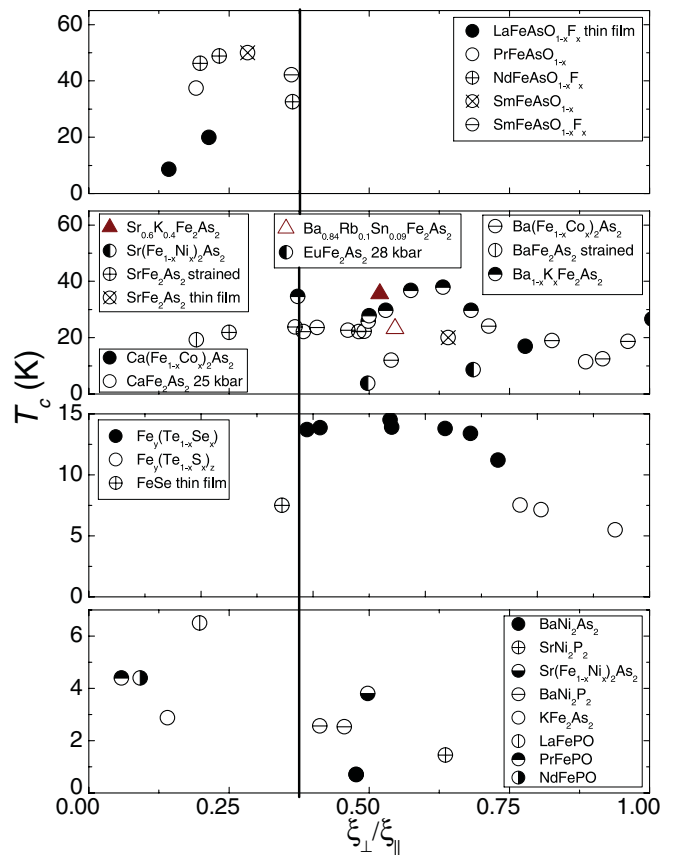 60
40
20
0
LaFeAsO₁₋ₓFₓ thin film
PrFeAsO₁₋ₓ
NdFeAsO₁₋ₓFₓ
SmFeAsO₁₋ₓ
SmFeAsO₁₋ₓFₓ
60
40
20
0
Sr₀.₆K₀.₄Fe₂As₂
Sr(Fe₁₋ₓNiₓ)₂As₂
SrFe₂As₂ strained
SrFe₂As₂ thin film
Ca(Fe₁₋ₓCoₓ)₂As₂
CaFe₂As₂ 25 kbar
Ba₀.₈₄Rb₀.₁Sn₀.₀₉Fe₂As₂
EuFe₂As₂ 28 kbar
Ba(Fe₁₋ₓCoₓ)₂As₂
BaFe₂As₂ strained
Ba₁₋ₓKₓFe₂As₂
T_c (K)
15
10
5
0
Fe_y(Te₁₋ₓSeₓ)
Fe_y(Te₁₋ₓSₓ)_z
FeSe thin film
6
4
2
0
BaNi₂As₂
SrNi₂P₂
Sr(Fe₁₋ₓNiₓ)₂As₂
BaNi₂P₂
KFe₂As₂
LaFePO
PrFePO
NdFePO
0.00 0.25 0.50 0.75 1.00
ξ⊥/ξ∥